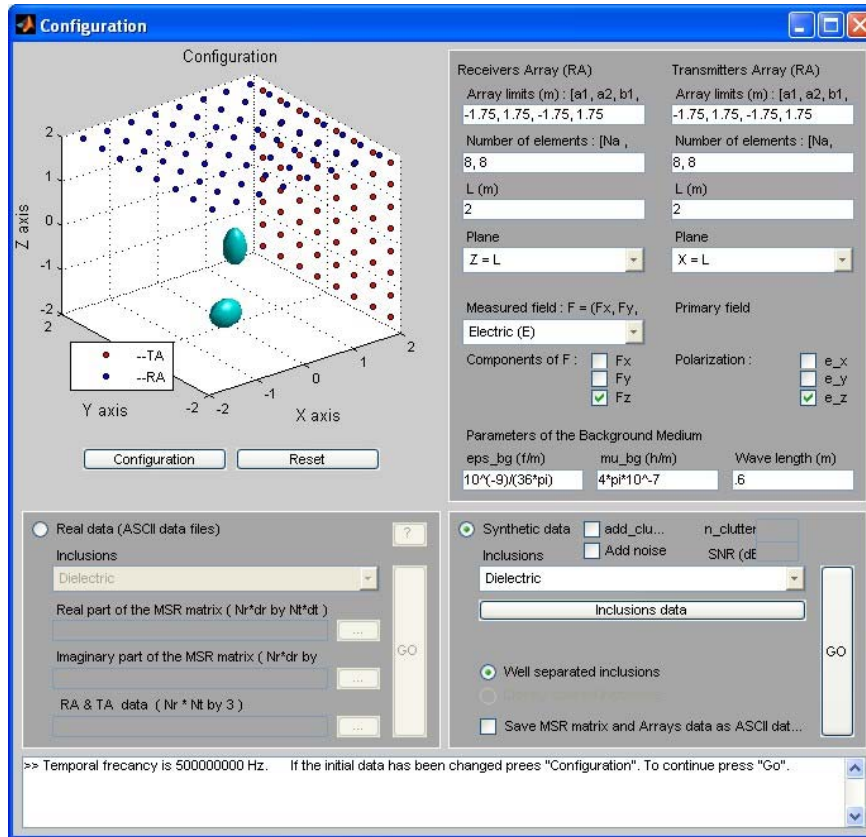 Configuration
Configuration
2
1
0
-1
-2
Z axis
2
0
-2
Y axis
-2
-1
0
1
2
X axis
--TA
--RA
Configuration
Reset
Receivers Array (RA)
Array limits (m) : [a1, a2, b1,
-1.75, 1.75, -1.75, 1.75
Number of elements : [Na ,
8, 8
L (m)
2
Plane
Z = L
Transmitters Array (RA)
Array limits (m) : [a1, a2, b1,
-1.75, 1.75, -1.75, 1.75
Number of elements : [Na,
8, 8
L (m)
2
Plane
X = L
Measured field : F = (Fx, Fy,
Electric (E)
Components of F :
Fx
Fy
Fz
Primary field
Polarization :
e_x
e_y
e_z
Parameters of the Background Medium
eps_bg (f/m)
mu_bg (h/m)
Wave length (m)
10^(-9)/(36*pi)
4*pi*10^-7
.6
Real data (ASCII data files)
?
Inclusions
Dielectric
Real part of the MSR matrix ( Nr*dr by Nt*dt )
...
Imaginary part of the MSR matrix ( Nr*dr by
...
RA & TA data ( Nr * Nt by 3 )
...
GO
Synthetic data
add_clu...
n_clutter
Add noise
SNR (dB
Inclusions
Dielectric
Inclusions data
Well separated inclusions
Save MSR matrix and Arrays data as ASCII dat...
GO
>> Temporal frecancy is 500000000 Hz. If the initial data has been changed prees "Configuration". To continue press "Go".